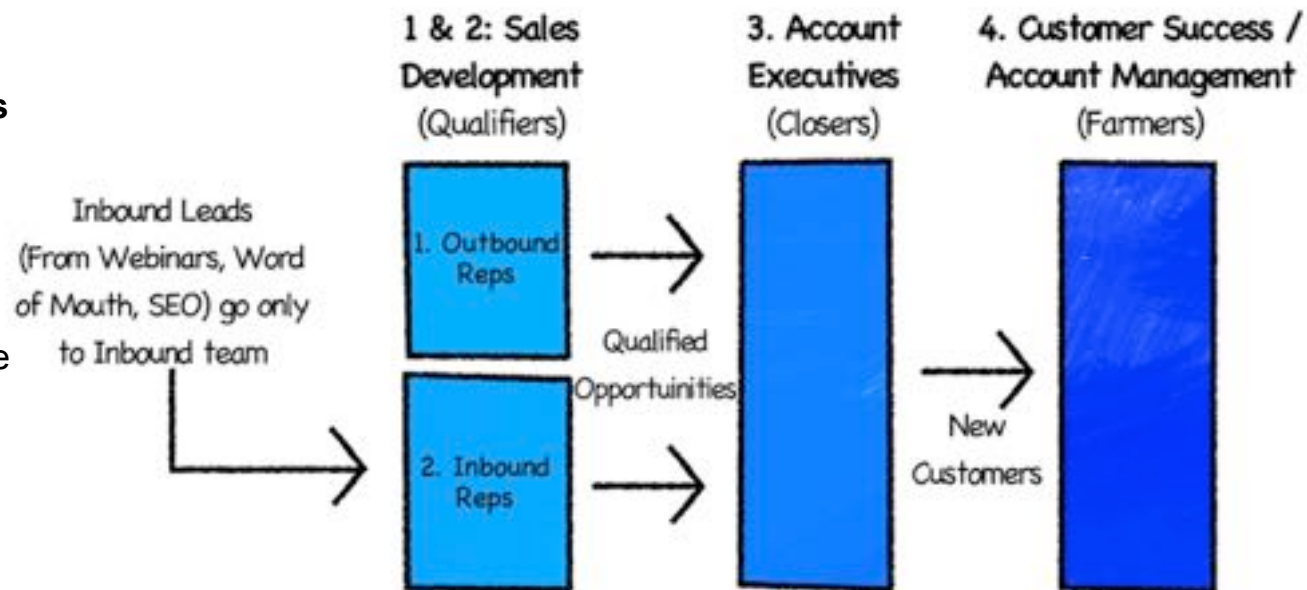 1 & 2: Sales
Development
(Qualifiers)
3. Account
Executives
(Closers)
4. Customer Success /
Account Management
(Farmers)
s
Inbound Leads
(From Webinars, Word
of Mouth, SEO) go only
to Inbound team
e
1. Outbound
Reps
Qualified
Opportuinities
2. Inbound
Reps
New
Customers